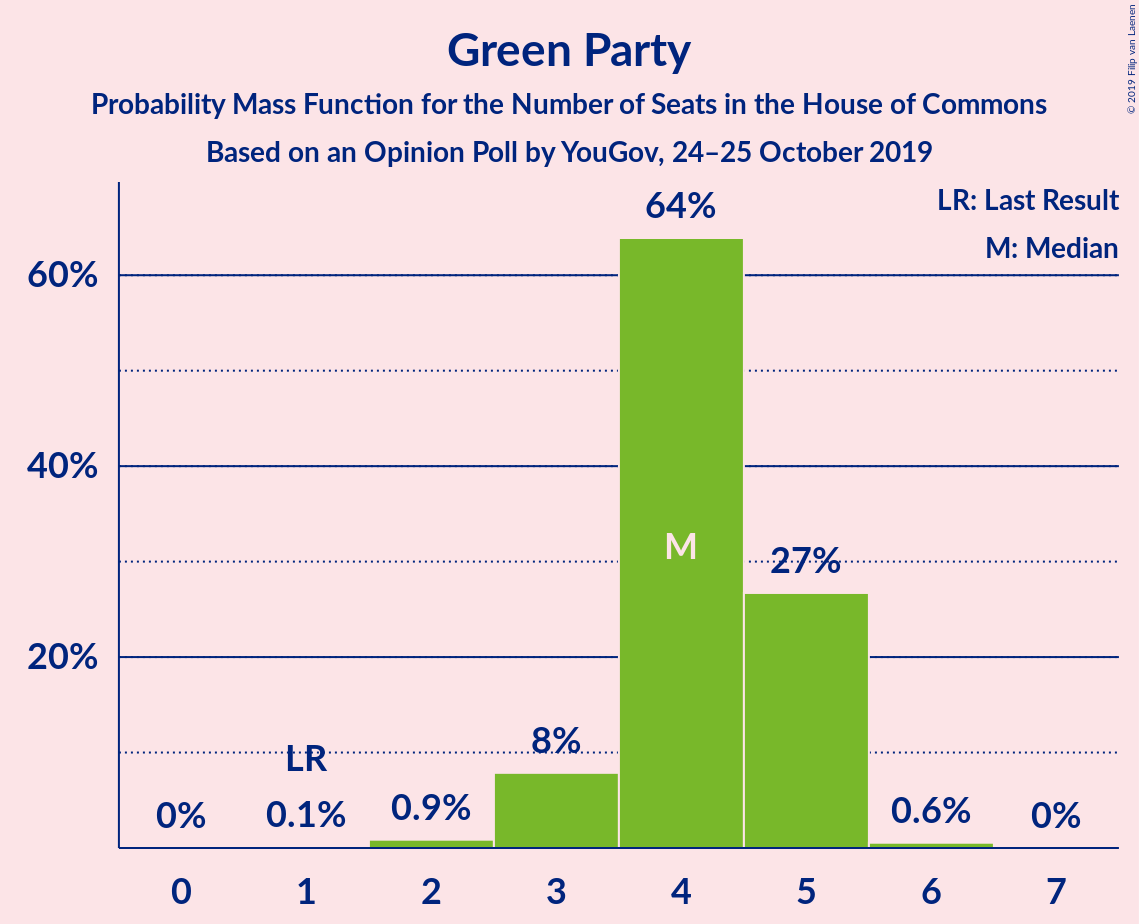 Green Party
Probability Mass Function for the Number of Seats in the House of Commons
Based on an Opinion Poll by YouGov, 24–25 October 2019
© 2019 Filip van Laenen
LR: Last Result
M: Median
64%
60%
40%
M
27%
20%
8%
LR
0%
0.1%
0.9%
0.6%
0%
0 1 2 3 4 5 6 7